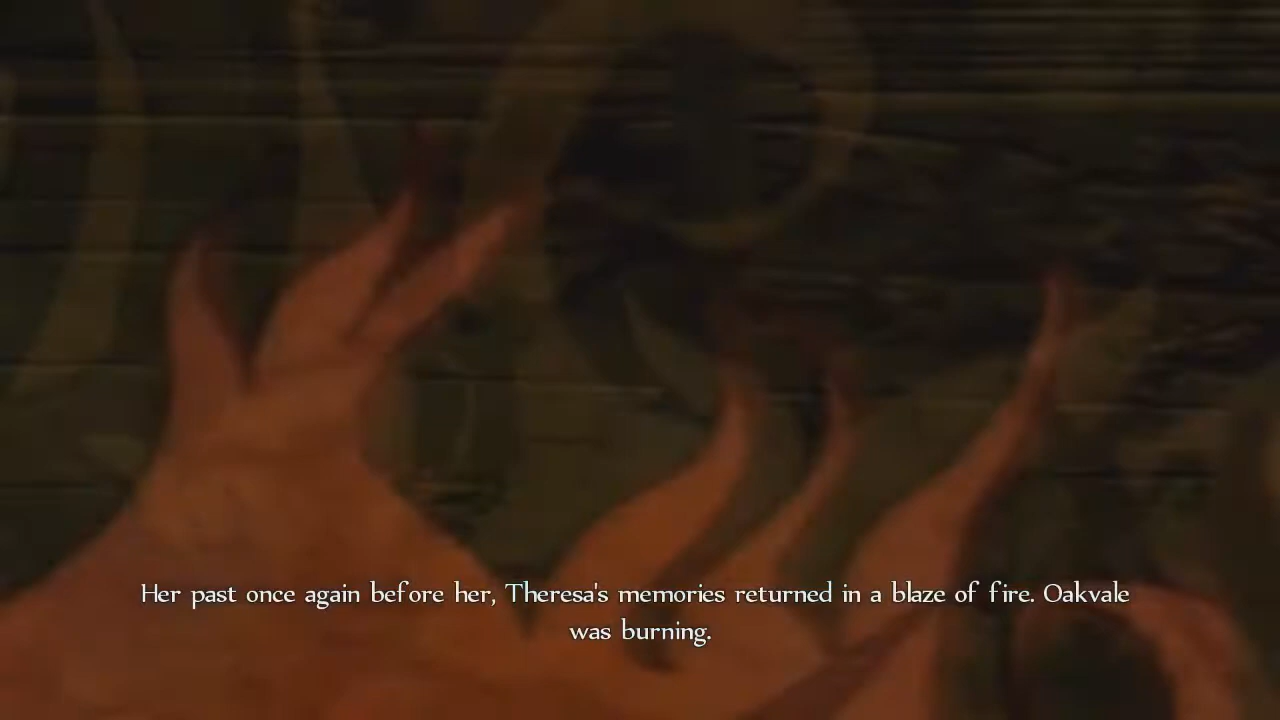 Her past once again before her, Theresa's memories returned in a blaze of fire. Oakvale
was burning.